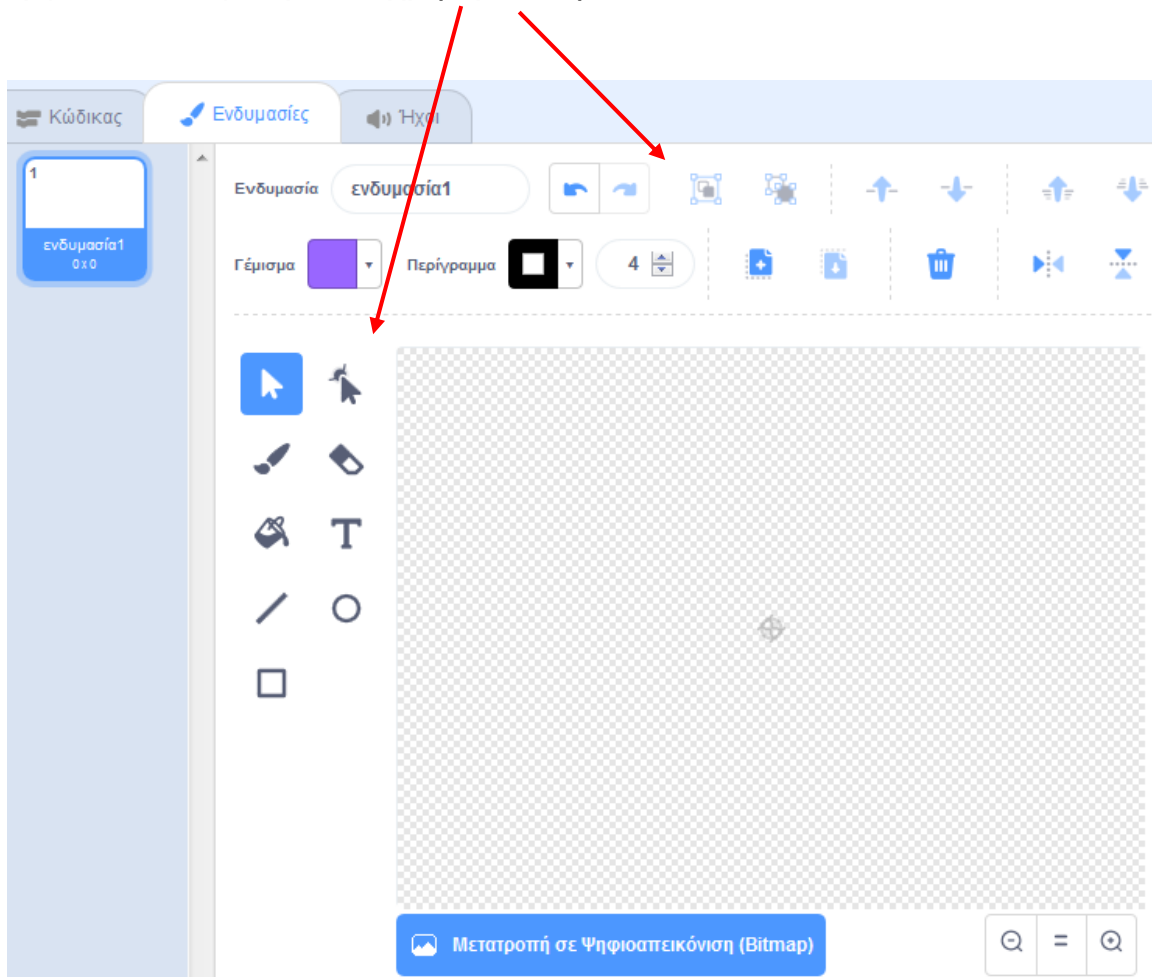 Κώδικας Ενδυμασίες Ήχοι
1
ενδυμασία1
0 x 0
Ενδυμασία ενδυμασία1
Γέμισμα Περίγραμμα 4
T
Μετατροπή σε Ψηφιοαπεικόνιση (Bitmap)
=